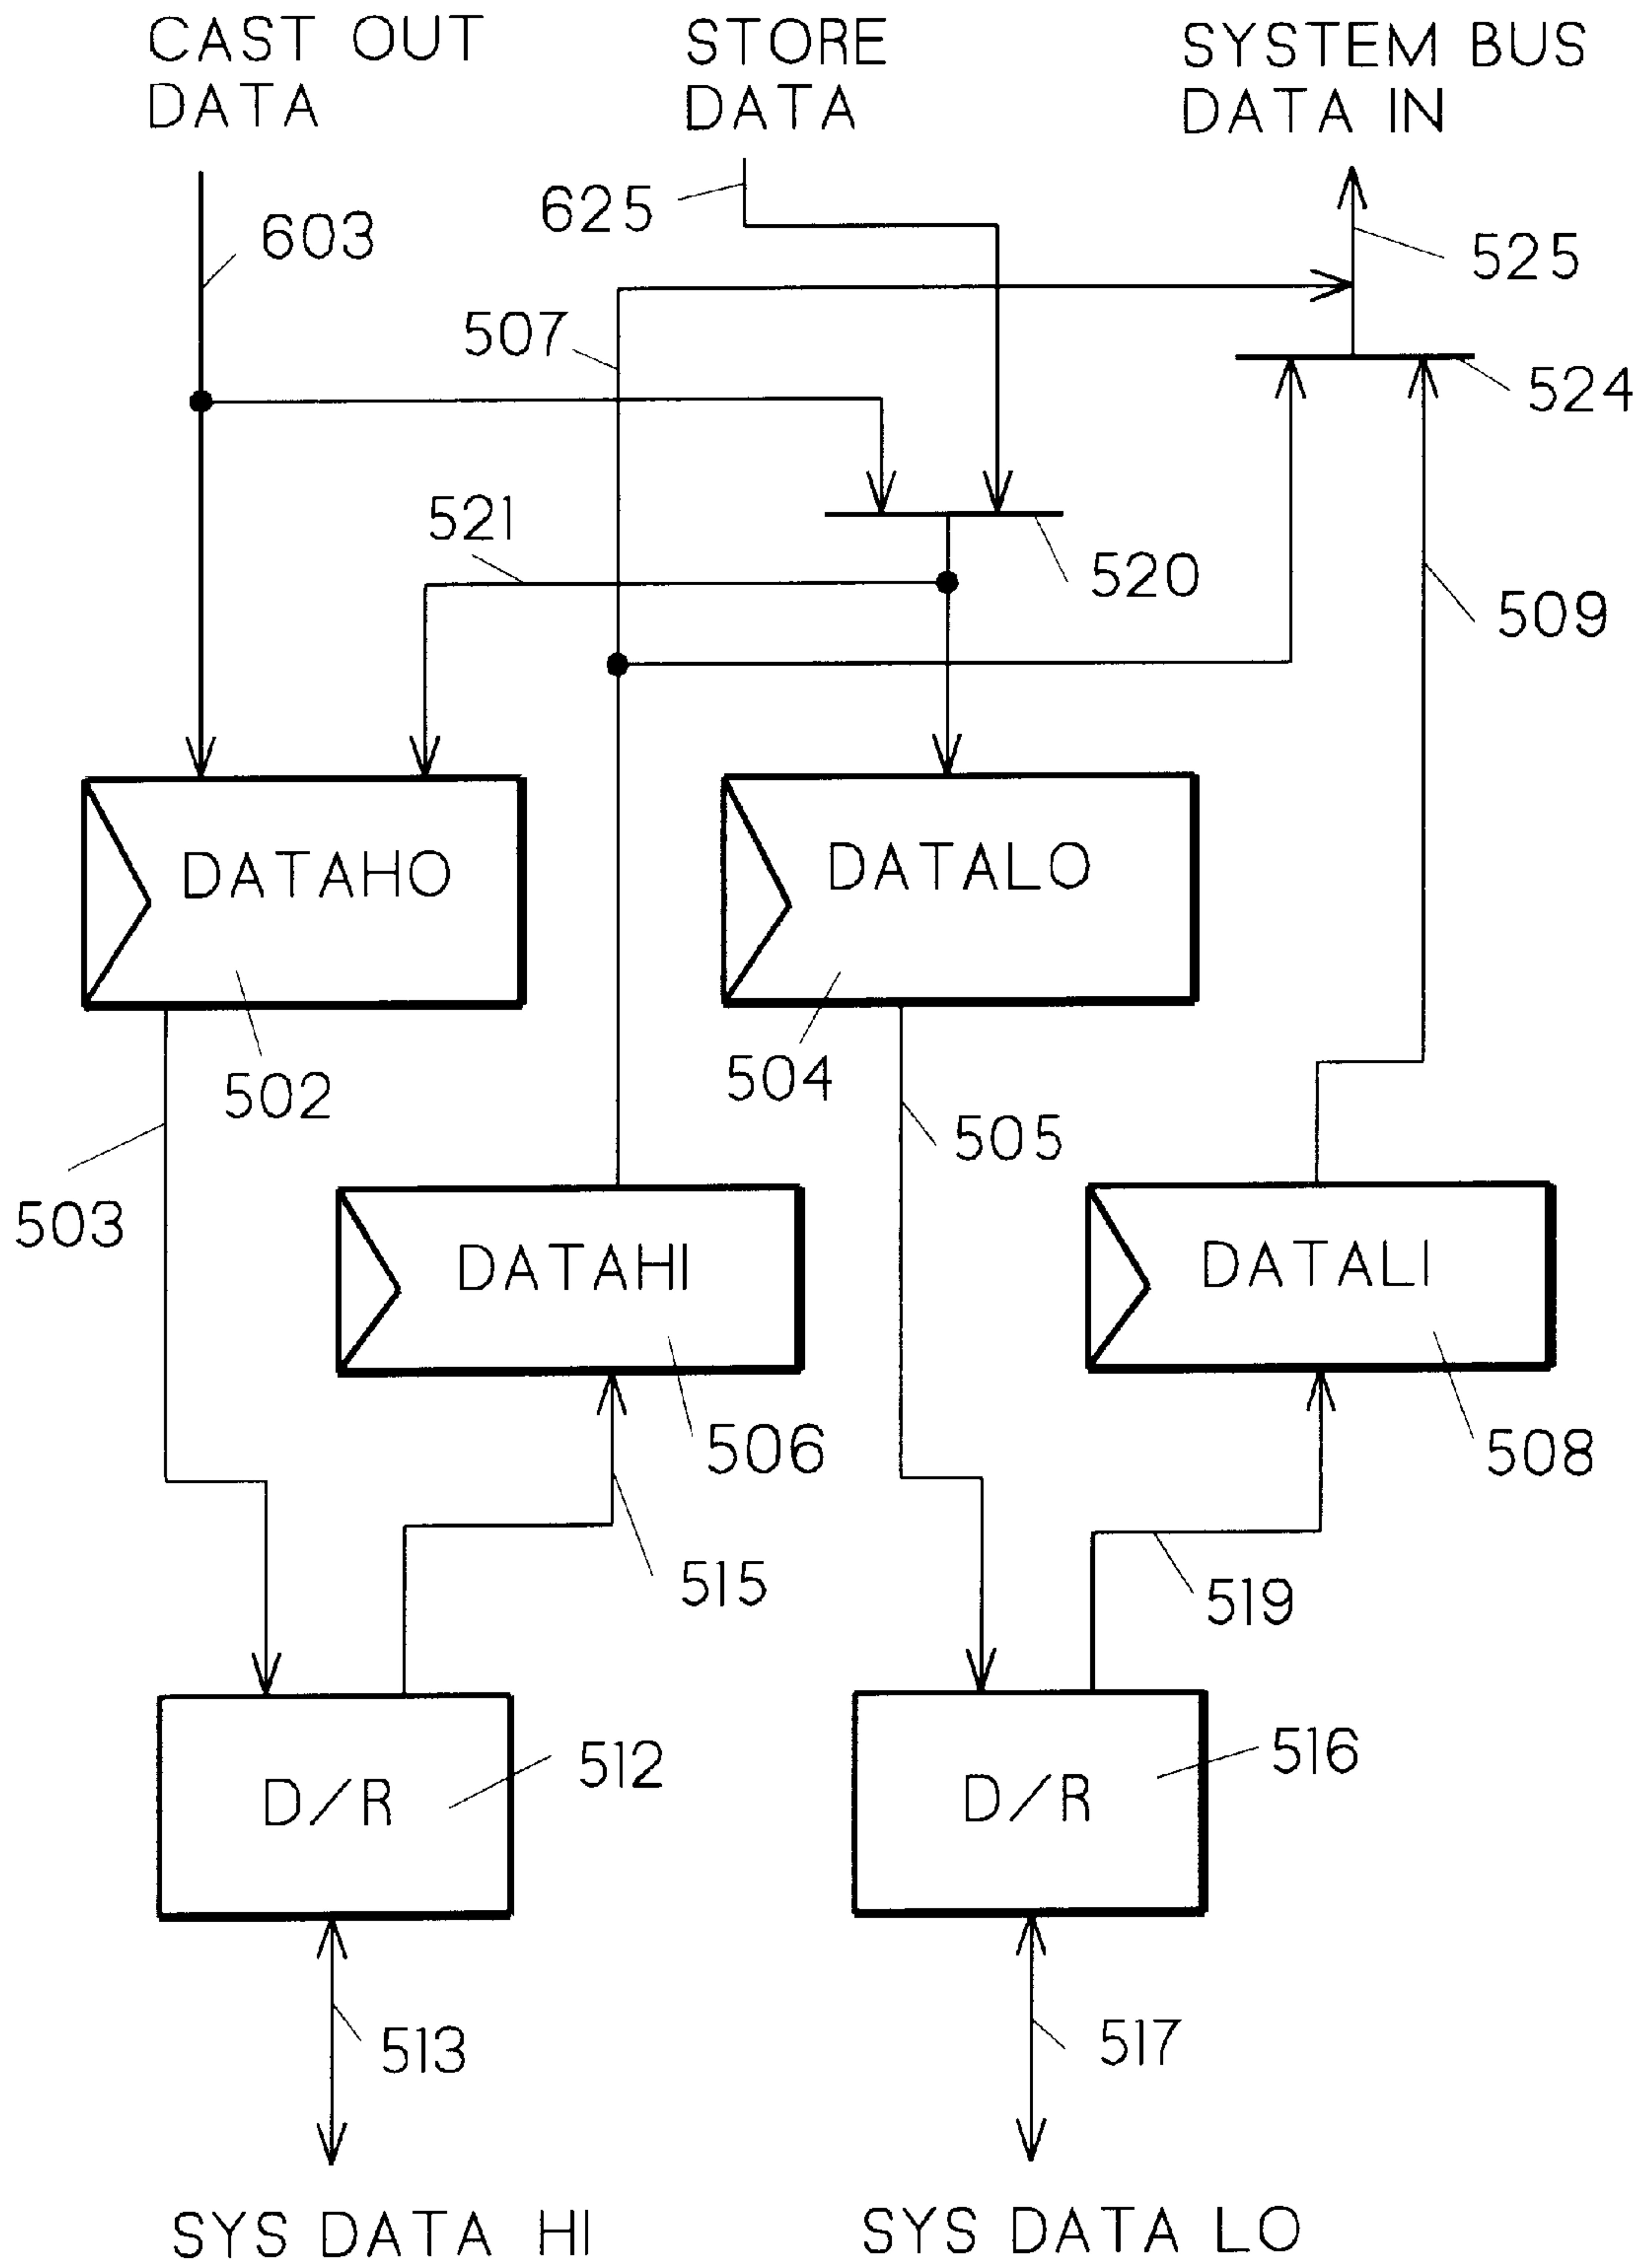 CAST OUT
DATA
STORE
DATA
SYSTEM BUS
DATA IN
603
625
525
507
524
521
520
509
DATAHO
DATALO
502
504
503
505
DATAHI
DATALI
506
508
515
519
D/R
512
D/R
516
513
517
SYS DATA HI
SYS DATA LO